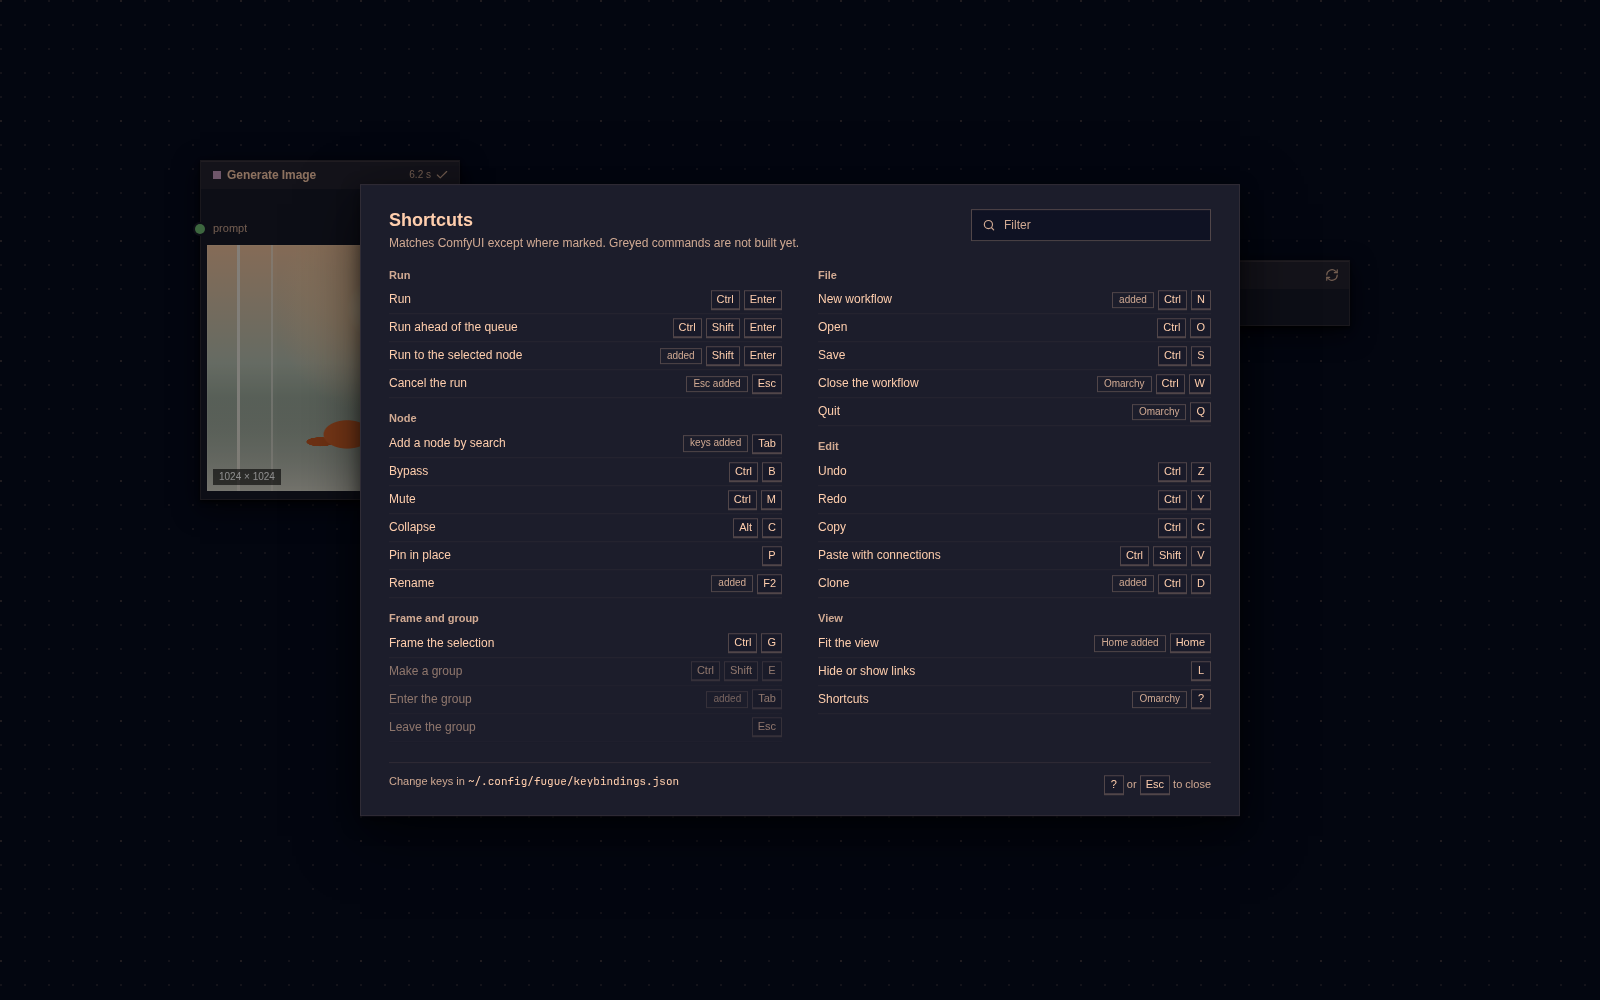 Generate Image 6.2 s
prompt
1024 × 1024
Shortcuts
Matches ComfyUI except where marked. Greyed commands are not built yet.
Filter
Run
Run Ctrl Enter
Run ahead of the queue Ctrl Shift Enter
Run to the selected node added Shift Enter
Cancel the run Esc added Esc
Node
Add a node by search keys added Tab
Bypass Ctrl B
Mute Ctrl M
Collapse Alt C
Pin in place P
Rename added F2
Frame and group
Frame the selection Ctrl G
Make a group Ctrl Shift E
Enter the group added Tab
Leave the group Esc
File
New workflow added Ctrl N
Open Ctrl O
Save Ctrl S
Close the workflow Omarchy Ctrl W
Quit Omarchy Q
Edit
Undo Ctrl Z
Redo Ctrl Y
Copy Ctrl C
Paste with connections Ctrl Shift V
Clone added Ctrl D
View
Fit the view Home added Home
Hide or show links L
Shortcuts Omarchy ?
Change keys in ~/.config/fugue/keybindings.json
? or Esc to close